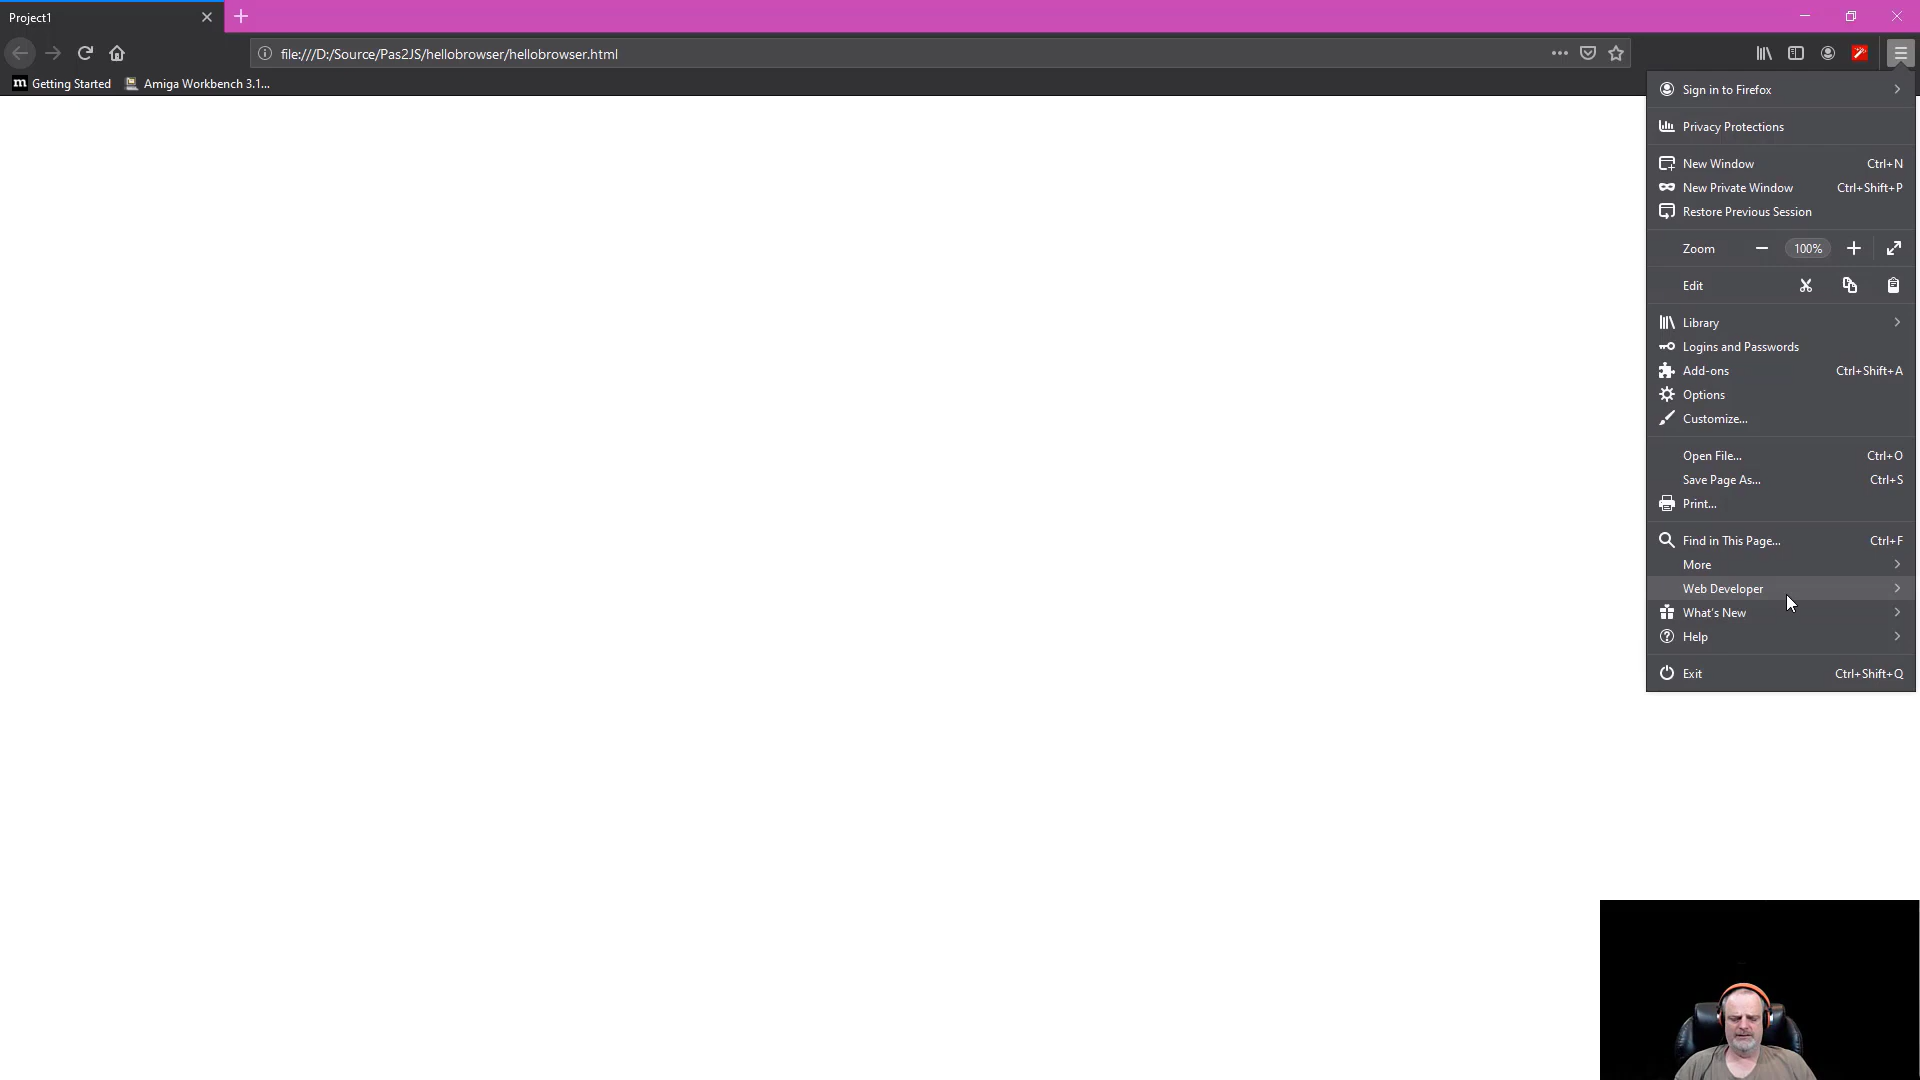 Project1
file:///D:/Source/Pas2JS/hellobrowser/hellobrowser.html
m Getting Started Amiga Workbench 3.1...
Sign in to Firefox
Privacy Protections
New Window Ctrl+N
New Private Window Ctrl+Shift+P
Restore Previous Session
Zoom 100%
Edit
Library
Logins and Passwords
Add-ons Ctrl+Shift+A
Options
Customize...
Open File... Ctrl+O
Save Page As... Ctrl+S
Print...
Find in This Page... Ctrl+F
More
Web Developer
What's New
Help
Exit Ctrl+Shift+Q